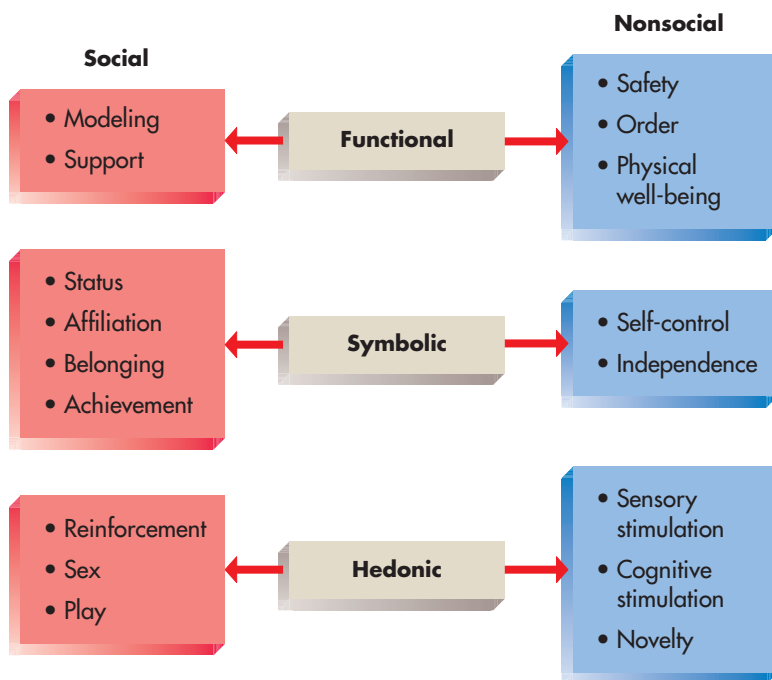 Nonsocial
Social
• Modeling
• Support
Functional
• Safety
• Order
• Physical
well-being
• Status
• Affiliation
• Belonging
• Achievement
Symbolic
• Self-control
• Independence
• Reinforcement
• Sex
• Play
Hedonic
• Sensory
stimulation
• Cognitive
stimulation
• Novelty